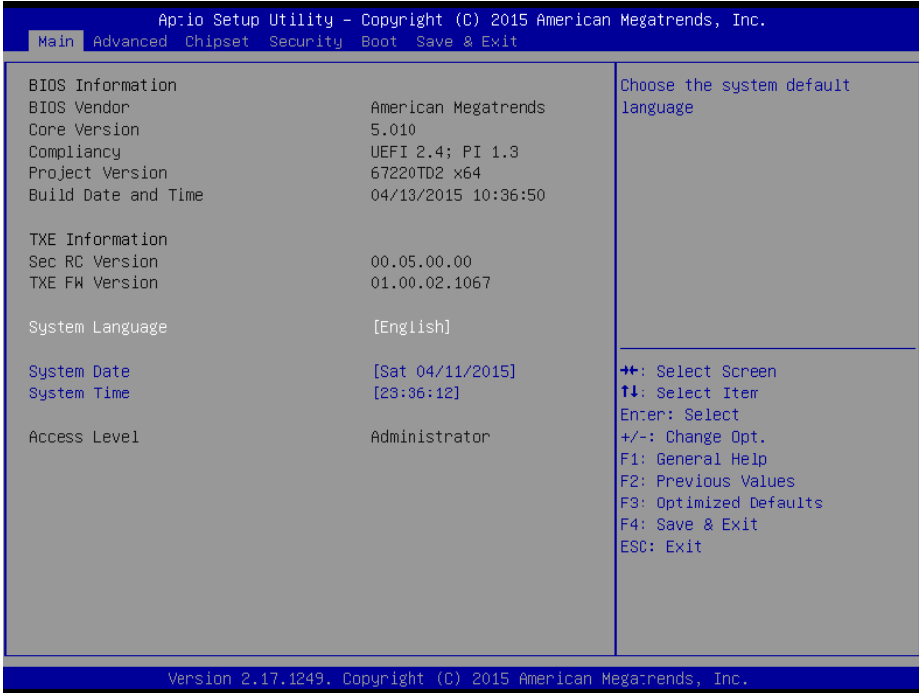 Aptio Setup Utility – Copyright (C) 2015 American Megatrends, Inc.
Main Advanced Chipset Security Boot Save & Exit
BIOS Information
BIOS Vendor American Megatrends
Core Version 5.010
Compliancy UEFI 2.4; PI 1.3
Project Version 67220TD2 x64
Build Date and Time 04/13/2015 10:36:50
TXE Information
Sec RC Version 00.05.00.00
TXE FW Version 01.00.02.1067
System Language [English]
System Date [Sat 04/11/2015]
System Time [23:36:12]
Access Level Administrator
Choose the system default
language
→←: Select Screen
↑↓: Select Item
Enter: Select
+/-: Change Opt.
F1: General Help
F2: Previous Values
F3: Optimized Defaults
F4: Save & Exit
ESC: Exit
Version 2.17.1249. Copyright (C) 2015 American Megatrends, Inc.